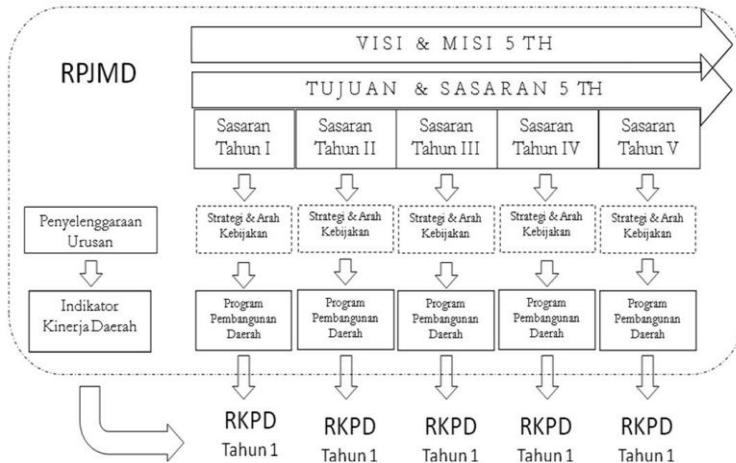 VISI & MISI 5 TH
RPJMD
TUJUAN & SASARAN 5 TH
Sasaran
Tahun I
Sasaran
Tahun II
Sasaran
Tahun III
Sasaran
Tahun IV
Sasaran
Tahun V
Penyelenggaraan
Urusan
Strategi & Arah
Kebijakan
Strategi & Arah
Kebijakan
Strategi & Arah
Kebijakan
Strategi & Arah
Kebijakan
Strategi & Arah
Kebijakan
Indikator
Kinerja Daerah
Program
Pembangunan
Daerah
Program
Pembangunan
Daerah
Program
Pembangunan
Daerah
Program
Pembangunan
Daerah
Program
Pembangunan
Daerah
RKPD
Tahun 1
RKPD
Tahun 1
RKPD
Tahun 1
RKPD
Tahun 1
RKPD
Tahun 1